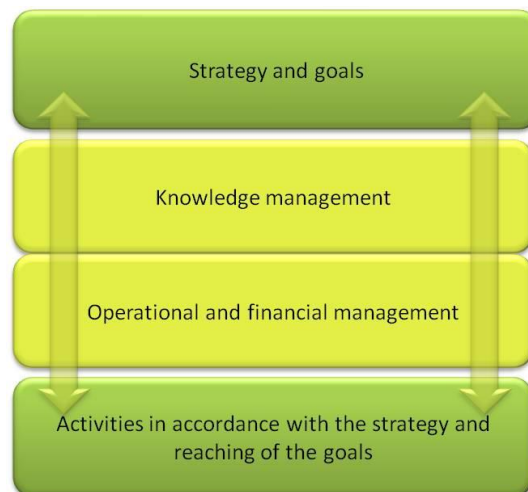 Strategy and goals
Knowledge management
Operational and financial management
Activities in accordance with the strategy and
reaching of the goals